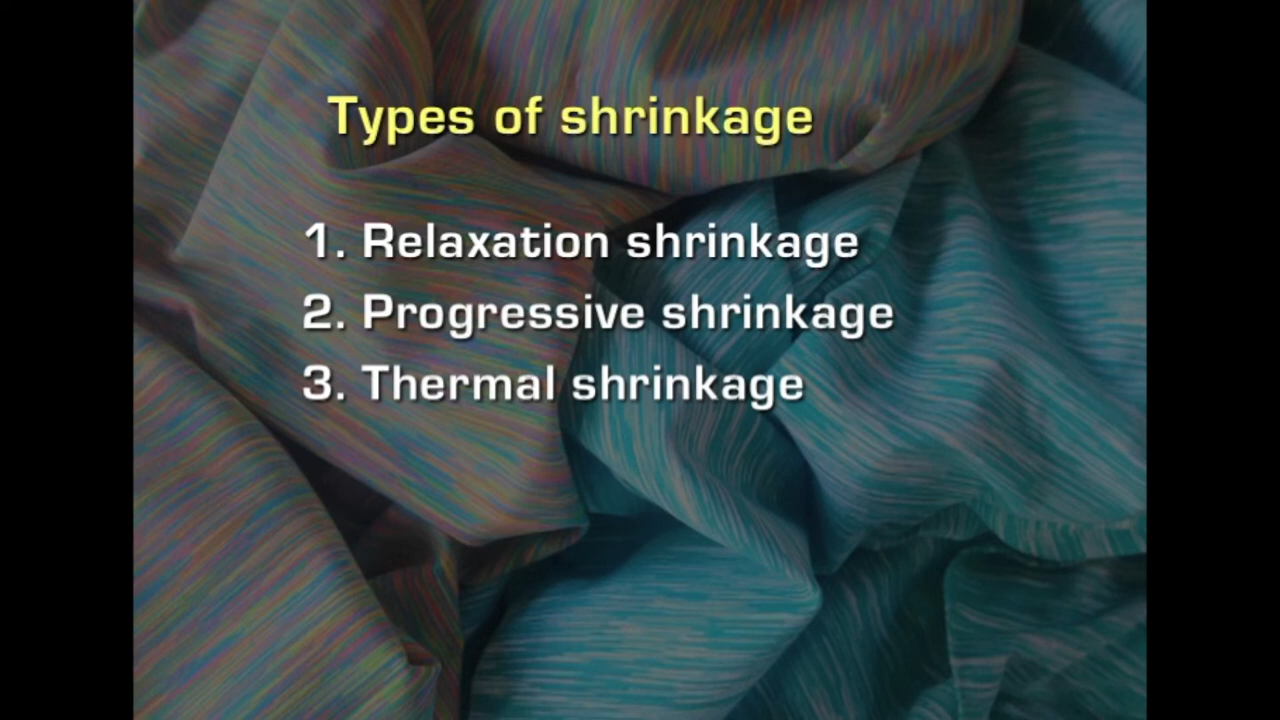 Types of shrinkage
1. Relaxation shrinkage
2. Progressive shrinkage
3. Thermal shrinkage